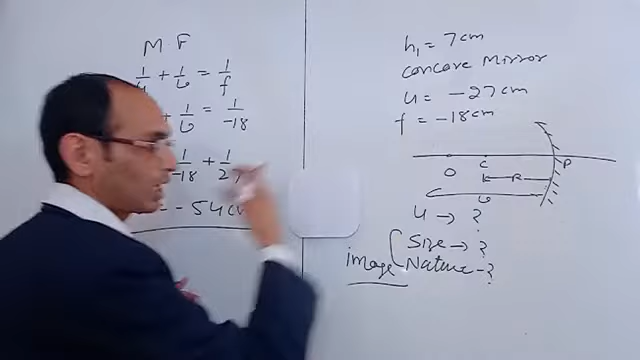 M F
1/u + 1/v = 1/f
+ 1/v = 1/-18
1/-18 + 1/27
= - 54 cm
h₁ = 7cm
Concave Mirror
u = -27cm
f = -18cm
O C P
R
u → ?
image { Size → ?
Nature - ?